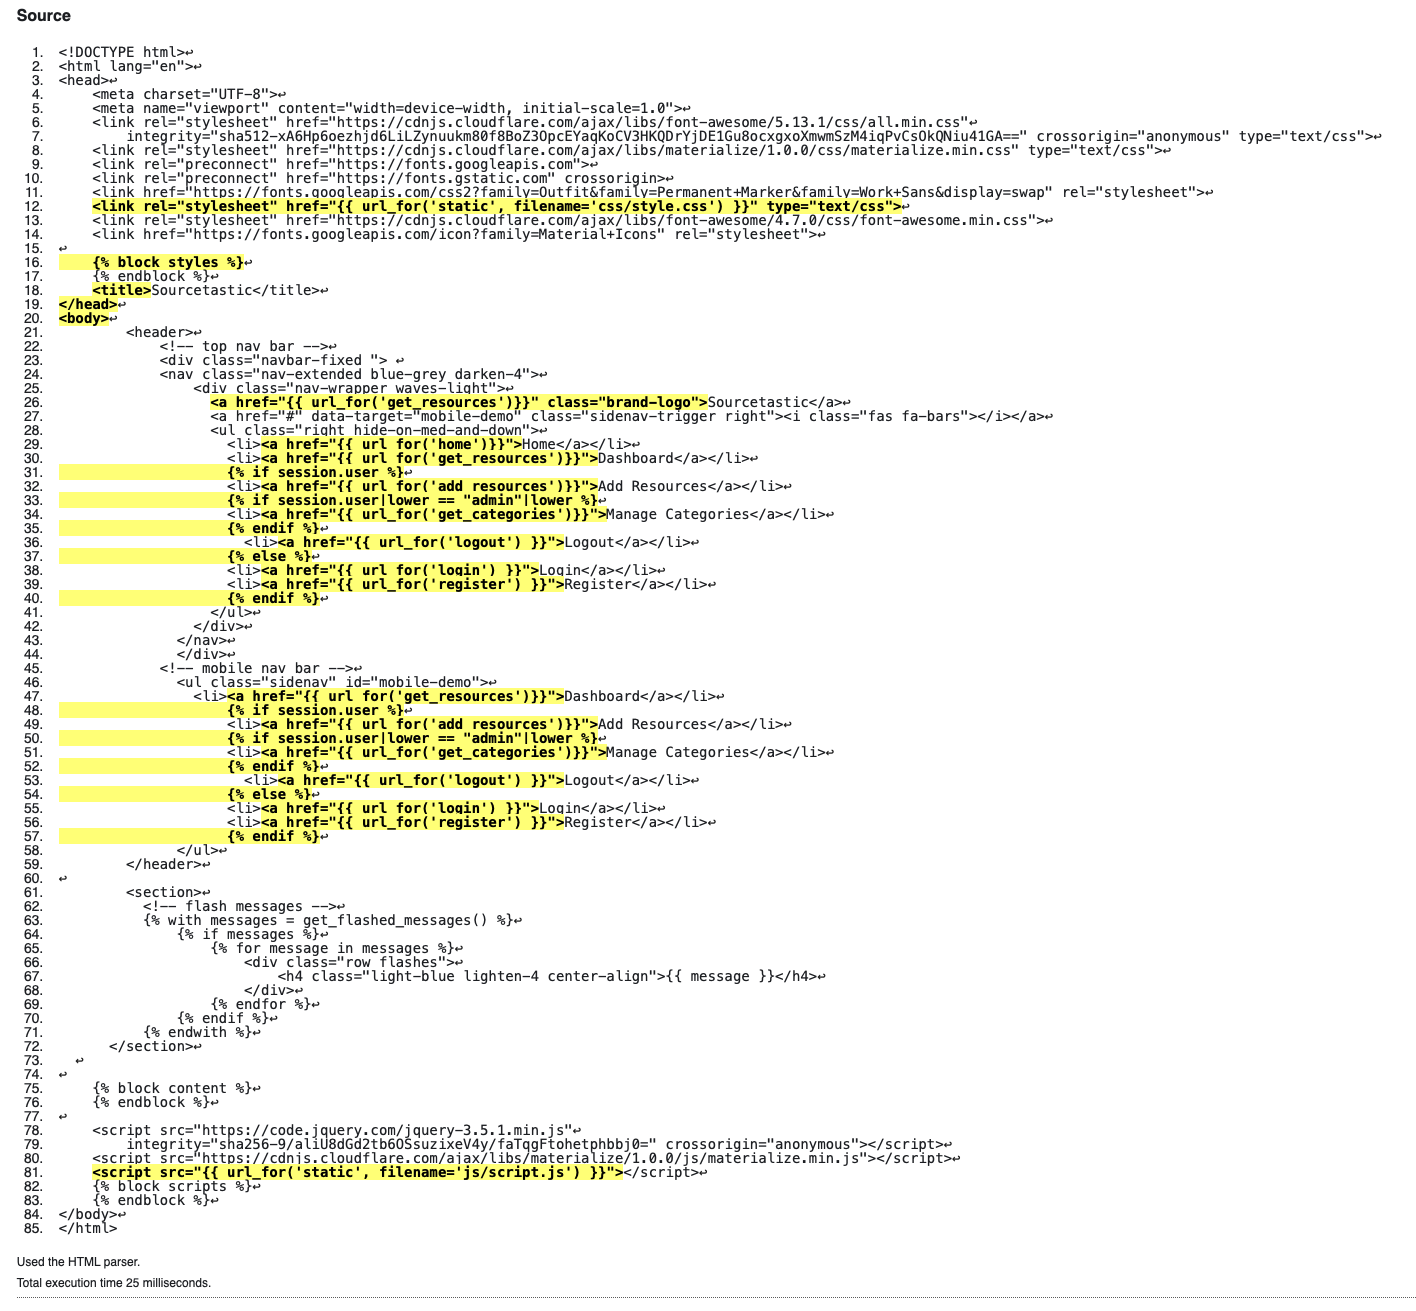 Source
1. <!DOCTYPE html>↩
2. <html lang="en">↩
3. <head>↩
4.     <meta charset="UTF-8">↩
5.     <meta name="viewport" content="width=device-width, initial-scale=1.0">↩
6.     <link rel="stylesheet" href="https://cdnjs.cloudflare.com/ajax/libs/font-awesome/5.13.1/css/all.min.css"↩
7.         integrity="sha512-xA6Hp6oezhjd6LiLZynuukm80f8BoZ3OpcEYaqKoCV3HKQDrYjDE1Gu8ocxgxoXmwmSzM4iqPvCsOkQNiu41GA==" crossorigin="anonymous" type="text/css">↩
8.     <link rel="stylesheet" href="https://cdnjs.cloudflare.com/ajax/libs/materialize/1.0.0/css/materialize.min.css" type="text/css">↩
9.     <link rel="preconnect" href="https://fonts.googleapis.com">↩
10.     <link rel="preconnect" href="https://fonts.gstatic.com" crossorigin>↩
11.     <link href="https://fonts.googleapis.com/css2?family=Outfit&family=Permanent+Marker&family=Work+Sans&display=swap" rel="stylesheet">↩
12.     <link rel="stylesheet" href="{{ url_for('static', filename='css/style.css') }}" type="text/css">↩
13.     <link rel="stylesheet" href="https://cdnjs.cloudflare.com/ajax/libs/font-awesome/4.7.0/css/font-awesome.min.css">↩
14.     <link href="https://fonts.googleapis.com/icon?family=Material+Icons" rel="stylesheet">↩
15. ↩
16.     {% block styles %}↩
17.     {% endblock %}↩
18.     <title>Sourcetastic</title>↩
19. </head>↩
20. <body>↩
21.         <header>↩
22.             <!-- top nav bar -->↩
23.             <div class="navbar-fixed "> ↩
24.             <nav class="nav-extended blue-grey darken-4">↩
25.                 <div class="nav-wrapper waves-light">↩
26.                   <a href="{{ url_for('get_resources')}}" class="brand-logo">Sourcetastic</a>↩
27.                   <a href="#" data-target="mobile-demo" class="sidenav-trigger right"><i class="fas fa-bars"></i></a>↩
28.                   <ul class="right hide-on-med-and-down">↩
29.                     <li><a href="{{ url_for('home')}}">Home</a></li>↩
30.                     <li><a href="{{ url_for('get_resources')}}">Dashboard</a></li>↩
31.                     {% if session.user %}↩
32.                     <li><a href="{{ url_for('add_resources')}}">Add Resources</a></li>↩
33.                     {% if session.user|lower == "admin"|lower %}↩
34.                     <li><a href="{{ url_for('get_categories')}}">Manage Categories</a></li>↩
35.                     {% endif %}↩
36.                       <li><a href="{{ url_for('logout') }}">Logout</a></li>↩
37.                     {% else %}↩
38.                     <li><a href="{{ url_for('login') }}">Login</a></li>↩
39.                     <li><a href="{{ url_for('register') }}">Register</a></li>↩
40.                     {% endif %}↩
41.                   </ul>↩
42.                 </div>↩
43.               </nav>↩
44.               </div>↩
45.             <!-- mobile nav bar -->↩
46.               <ul class="sidenav" id="mobile-demo">↩
47.                 <li><a href="{{ url_for('get_resources')}}">Dashboard</a></li>↩
48.                     {% if session.user %}↩
49.                     <li><a href="{{ url_for('add_resources')}}">Add Resources</a></li>↩
50.                     {% if session.user|lower == "admin"|lower %}↩
51.                     <li><a href="{{ url_for('get_categories')}}">Manage Categories</a></li>↩
52.                     {% endif %}↩
53.                       <li><a href="{{ url_for('logout') }}">Logout</a></li>↩
54.                     {% else %}↩
55.                     <li><a href="{{ url_for('login') }}">Login</a></li>↩
56.                     <li><a href="{{ url_for('register') }}">Register</a></li>↩
57.                     {% endif %}↩
58.               </ul>↩
59.         </header>↩
60. ↩
61.         <section>↩
62.           <!-- flash messages -->↩
63.           {% with messages = get_flashed_messages() %}↩
64.               {% if messages %}↩
65.                   {% for message in messages %}↩
66.                       <div class="row flashes">↩
67.                           <h4 class="light-blue lighten-4 center-align">{{ message }}</h4>↩
68.                       </div>↩
69.                   {% endfor %}↩
70.               {% endif %}↩
71.           {% endwith %}↩
72.       </section>↩
73.   ↩
74. ↩
75.     {% block content %}↩
76.     {% endblock %}↩
77. ↩
78.     <script src="https://code.jquery.com/jquery-3.5.1.min.js"↩
79.         integrity="sha256-9/aliU8dGd2tb6OSsuzixeV4y/faTqgFtohetphbbj0=" crossorigin="anonymous"></script>↩
80.     <script src="https://cdnjs.cloudflare.com/ajax/libs/materialize/1.0.0/js/materialize.min.js"></script>↩
81.     <script src="{{ url_for('static', filename='js/script.js') }}"></script>↩
82.     {% block scripts %}↩
83.     {% endblock %}↩
84. </body>↩
85. </html>
Used the HTML parser.
Total execution time 25 milliseconds.